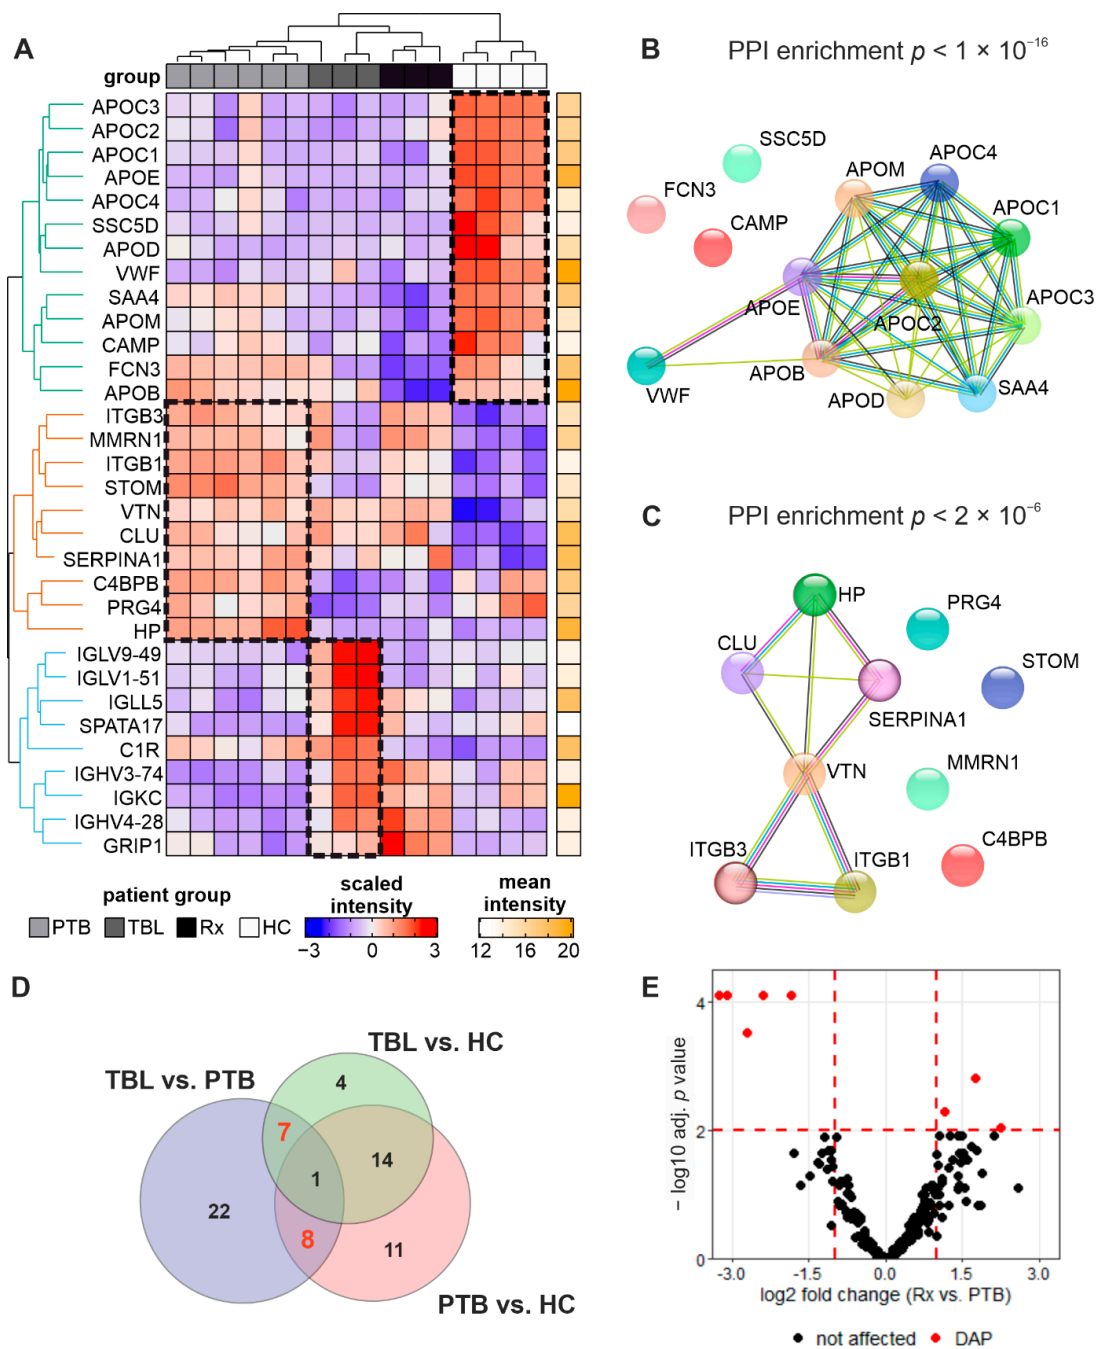 A
group
APOC3
APOC2
APOC1
APOE
APOC4
SSC5D
APOD
VWF
SAA4
APOM
CAMP
FCN3
APOB
ITGB3
MMRN1
ITGB1
STOM
VTN
CLU
SERPINA1
C4BPB
PRG4
HP
IGLV9-49
IGLV1-51
IGLL5
SPATA17
C1R
IGHV3-74
IGKC
IGHV4-28
GRIP1
patient group
PTB TBL Rx HC
scaled
intensity
−3 0 3
mean
intensity
12 16 20
B PPI enrichment p < 1 × 10⁻¹⁶
SSC5D
FCN3
CAMP
APOM
APOC4
APOC1
APOE
APOC2
APOC3
VWF
APOB
APOD
SAA4
C PPI enrichment p < 2 × 10⁻⁶
HP
PRG4
CLU
STOM
SERPINA1
VTN
MMRN1
ITGB3
ITGB1
C4BPB
D
TBL vs. HC
TBL vs. PTB
4
7
14
1
22
8
11
PTB vs. HC
E
− log10 adj. p value
4
2
0
-3.0 -1.5 0.0 1.5 3.0
log2 fold change (Rx vs. PTB)
not affected DAP